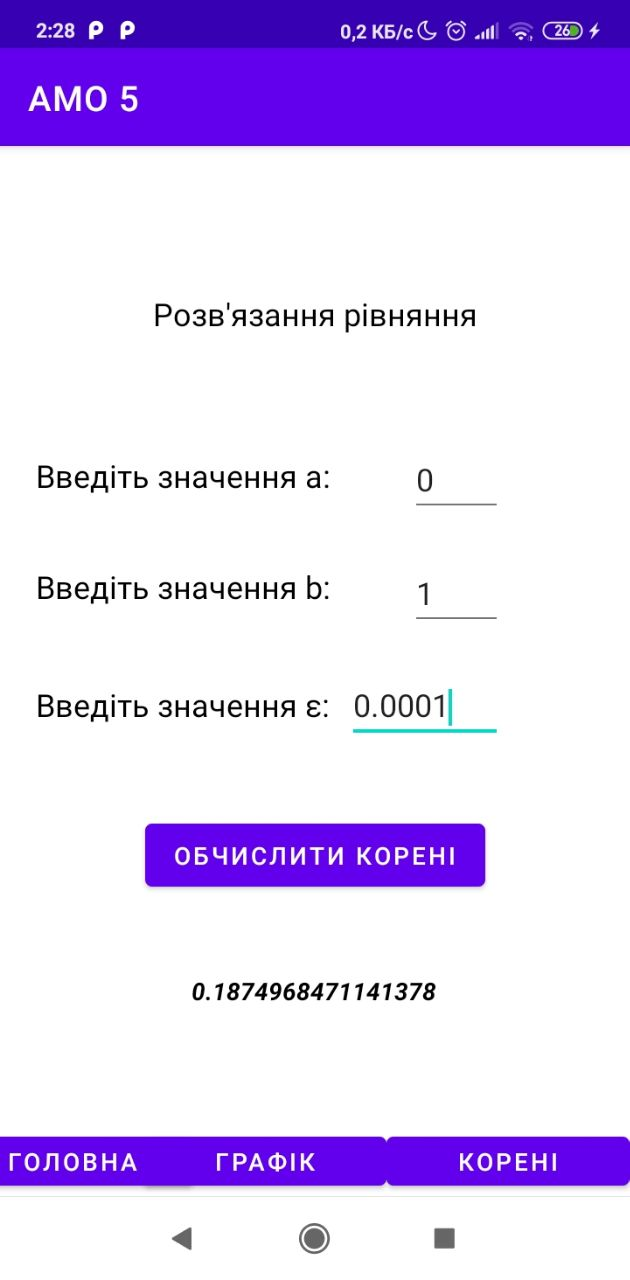 2:28 P P 0,2 КБ/с 26
АМО 5
Розв'язання рівняння
Введіть значення a: 0
Введіть значення b: 1
Введіть значення ε: 0.0001
ОБЧИСЛИТИ КОРЕНІ
0.1874968471141378
ГОЛОВНА ГРАФІК КОРЕНІ